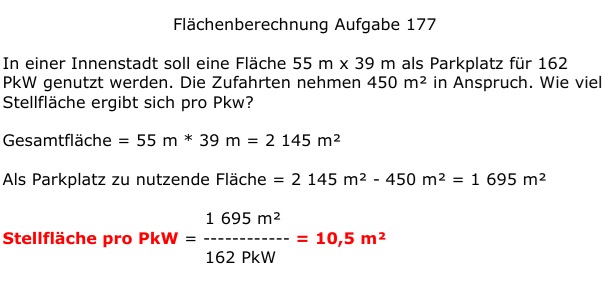 Flächenberechnung Aufgabe 177
In einer Innenstadt soll eine Fläche 55 m x 39 m als Parkplatz für 162
PkW genutzt werden. Die Zufahrten nehmen 450 m² in Anspruch. Wie viel
Stellfläche ergibt sich pro Pkw?
Gesamtfläche = 55 m * 39 m = 2 145 m²
Als Parkplatz zu nutzende Fläche = 2 145 m² - 450 m² = 1 695 m²
1 695 m²
Stellfläche pro PkW = ------------ = 10,5 m²
162 PkW